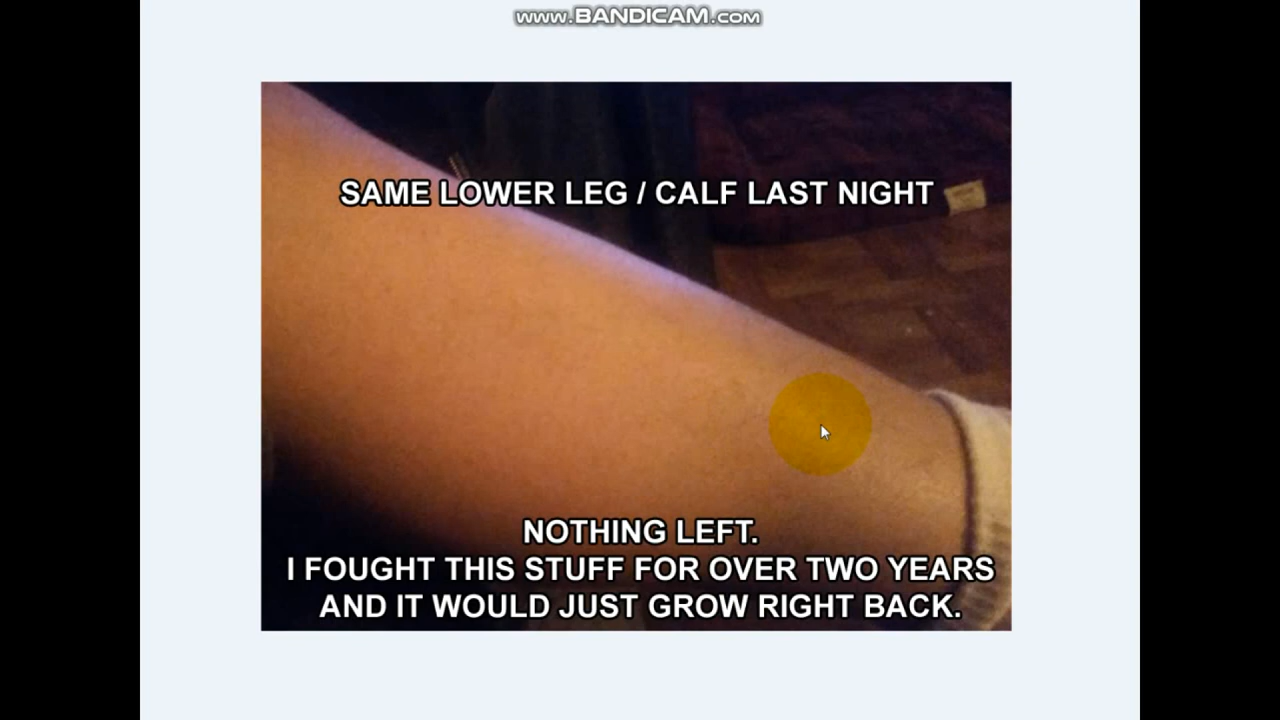 www.BANDICAM.com
SAME LOWER LEG / CALF LAST NIGHT
NOTHING LEFT.
I FOUGHT THIS STUFF FOR OVER TWO YEARS
AND IT WOULD JUST GROW RIGHT BACK.